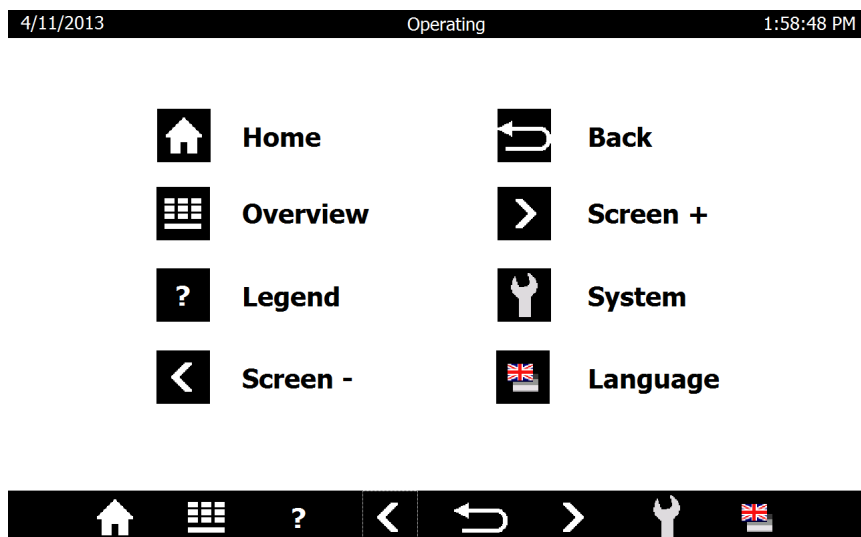 4/11/2013 Operating 1:58:48 PM
Home Back
Overview Screen +
? Legend System
Screen - Language
?